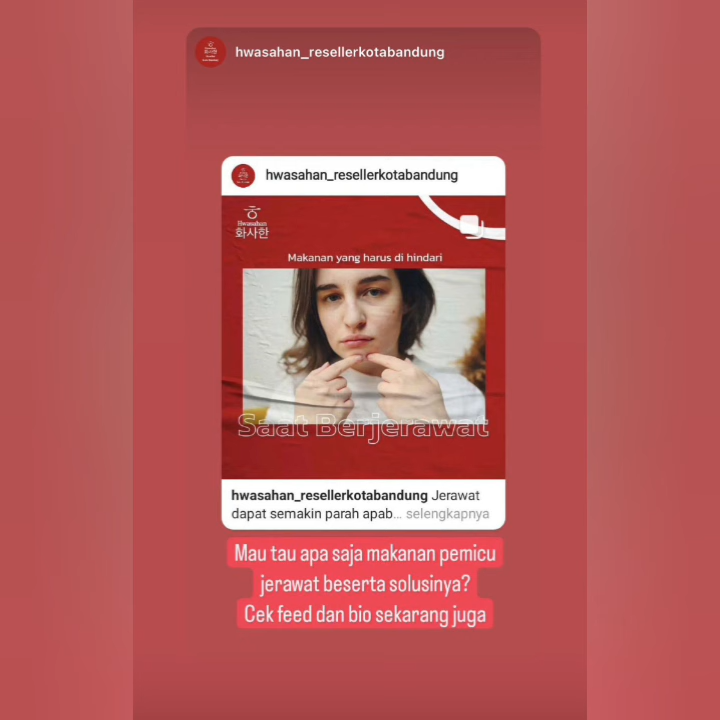 hwasahan_resellerkotabandung
hwasahan_resellerkotabandung
Hwasahan
화사한
Makanan yang harus di hindari
Saat Berjerawat
hwasahan_resellerkotabandung Jerawat
dapat semakin parah apab... selengkapnya
Mau tau apa saja makanan pemicu
jerawat beserta solusinya?
Cek feed dan bio sekarang juga